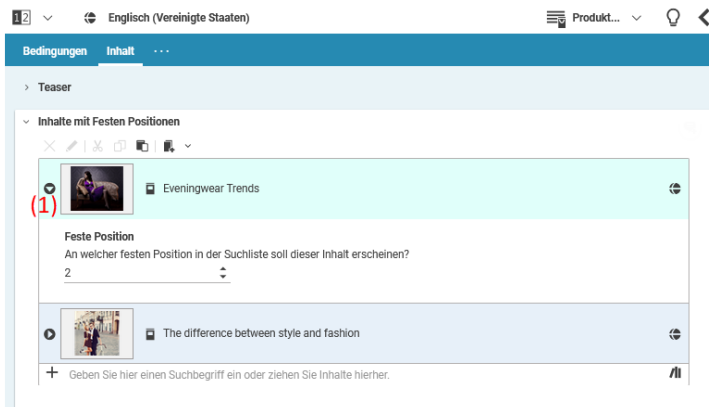 12 Englisch (Vereinigte Staaten) Produkt...
Bedingungen Inhalt ...
Teaser
Inhalte mit Festen Positionen
Eveningwear Trends
(1)
Feste Position
An welcher festen Position in der Suchliste soll dieser Inhalt erscheinen?
2
The difference between style and fashion
Geben Sie hier einen Suchbegriff ein oder ziehen Sie Inhalte hierher.